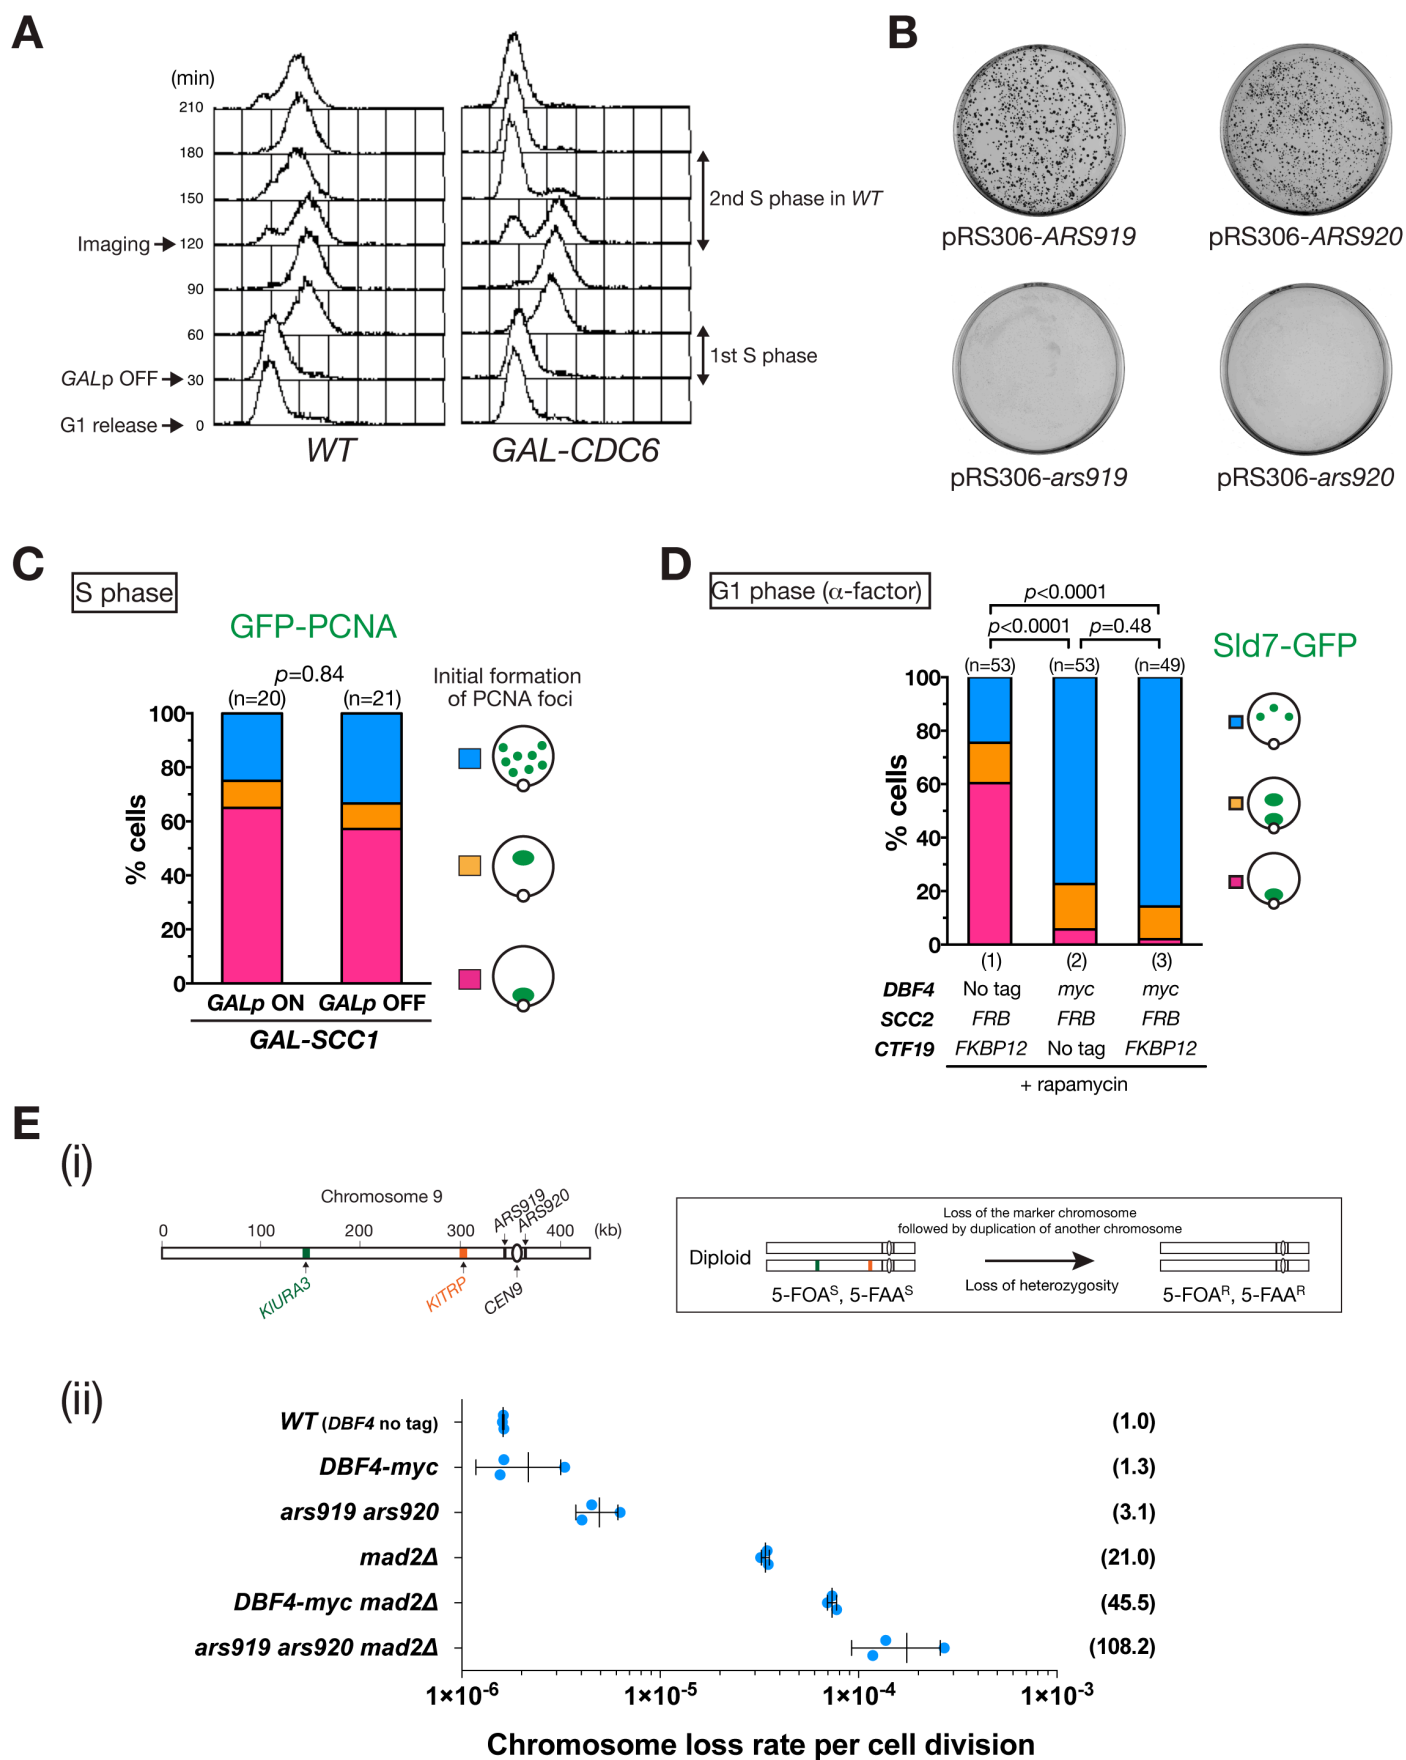 A
(min)
210
180
150
Imaging
120
90
60
GALp OFF
30
G1 release
0
WT
GAL-CDC6
2nd S phase in WT
1st S phase
B
pRS306-ARS919
pRS306-ARS920
pRS306-ars919
pRS306-ars920
C
S phase
GFP-PCNA
p=0.84
(n=20)
(n=21)
Initial formation
of PCNA foci
% cells
100
80
60
40
20
0
GALp ON
GALp OFF
GAL-SCC1
D
G1 phase (α-factor)
p<0.0001
p<0.0001
p=0.48
(n=53)
(n=53)
(n=49)
Sld7-GFP
% cells
100
80
60
40
20
0
(1)
(2)
(3)
DBF4
No tag
myc
myc
SCC2
FRB
FRB
FRB
CTF19
FKBP12
No tag
FKBP12
+ rapamycin
E
(i)
Chromosome 9
ARS919
ARS920
0
100
200
300
400
(kb)
KlURA3
KlTRP
CEN9
Diploid
5-FOAS, 5-FAAS
Loss of the marker chromosome
followed by duplication of another chromosome
Loss of heterozygosity
5-FOAR, 5-FAAR
(ii)
WT (DBF4 no tag)
(1.0)
DBF4-myc
(1.3)
ars919 ars920
(3.1)
mad2Δ
(21.0)
DBF4-myc mad2Δ
(45.5)
ars919 ars920 mad2Δ
(108.2)
1×10-6
1×10-5
1×10-4
1×10-3
Chromosome loss rate per cell division